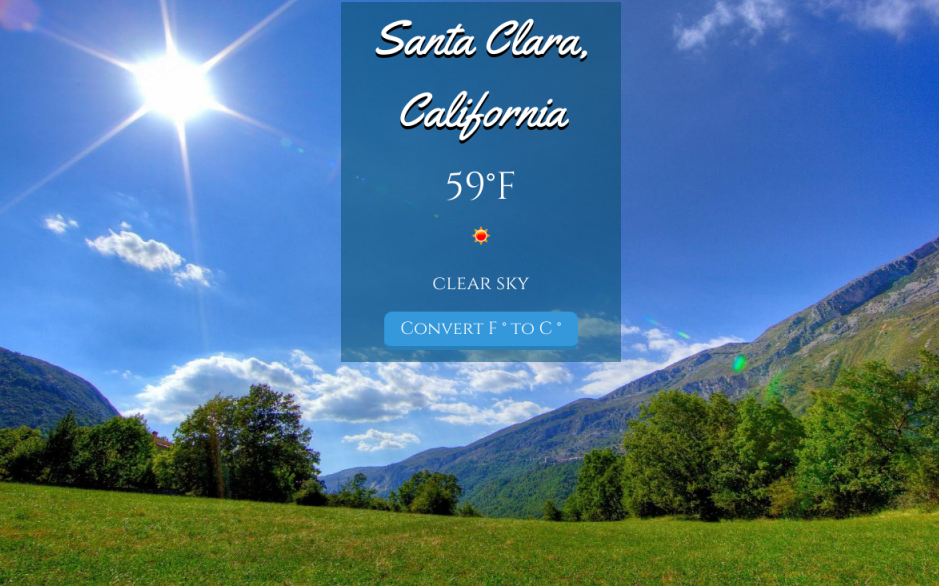 Santa Clara,
California
59°F
CLEAR SKY
CONVERT F ° TO C °